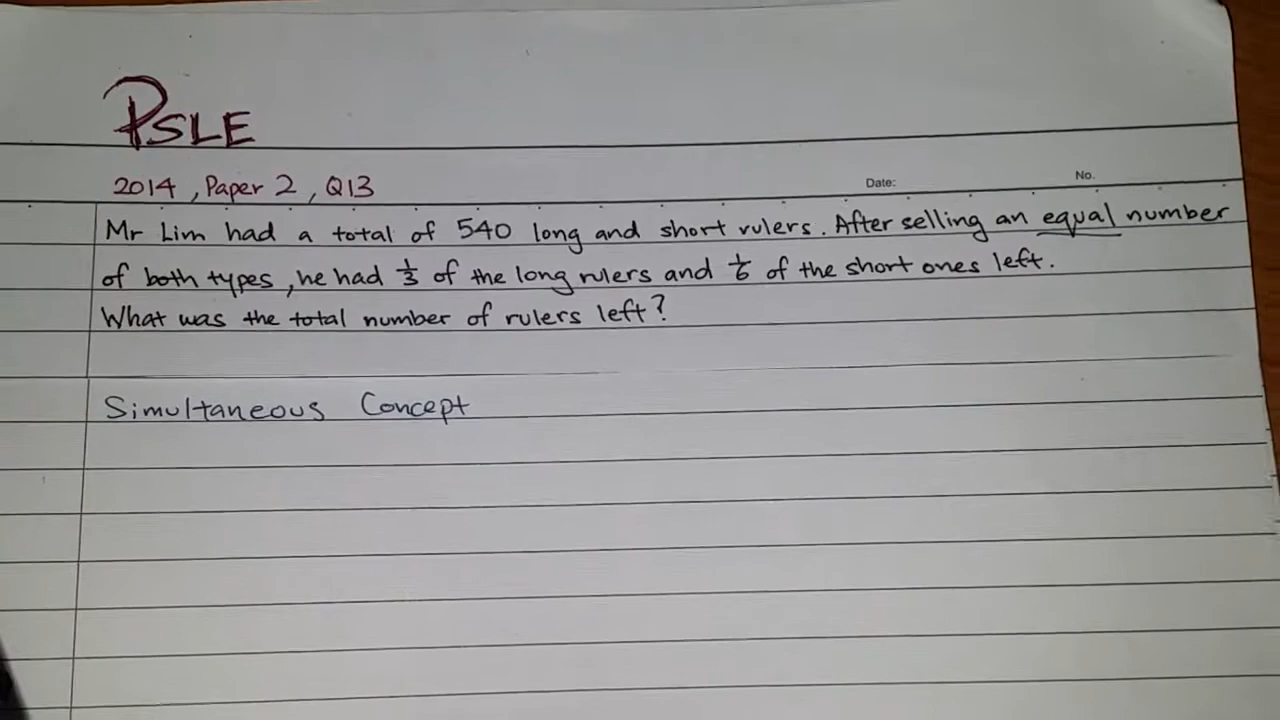 PSLE
2014, Paper 2, Q13
Date:
No.
Mr Lim had a total of 540 long and short rulers. After selling an equal number
of both types, he had 1/3 of the long rulers and 1/6 of the short ones left.
What was the total number of rulers left?
Simultaneous Concept